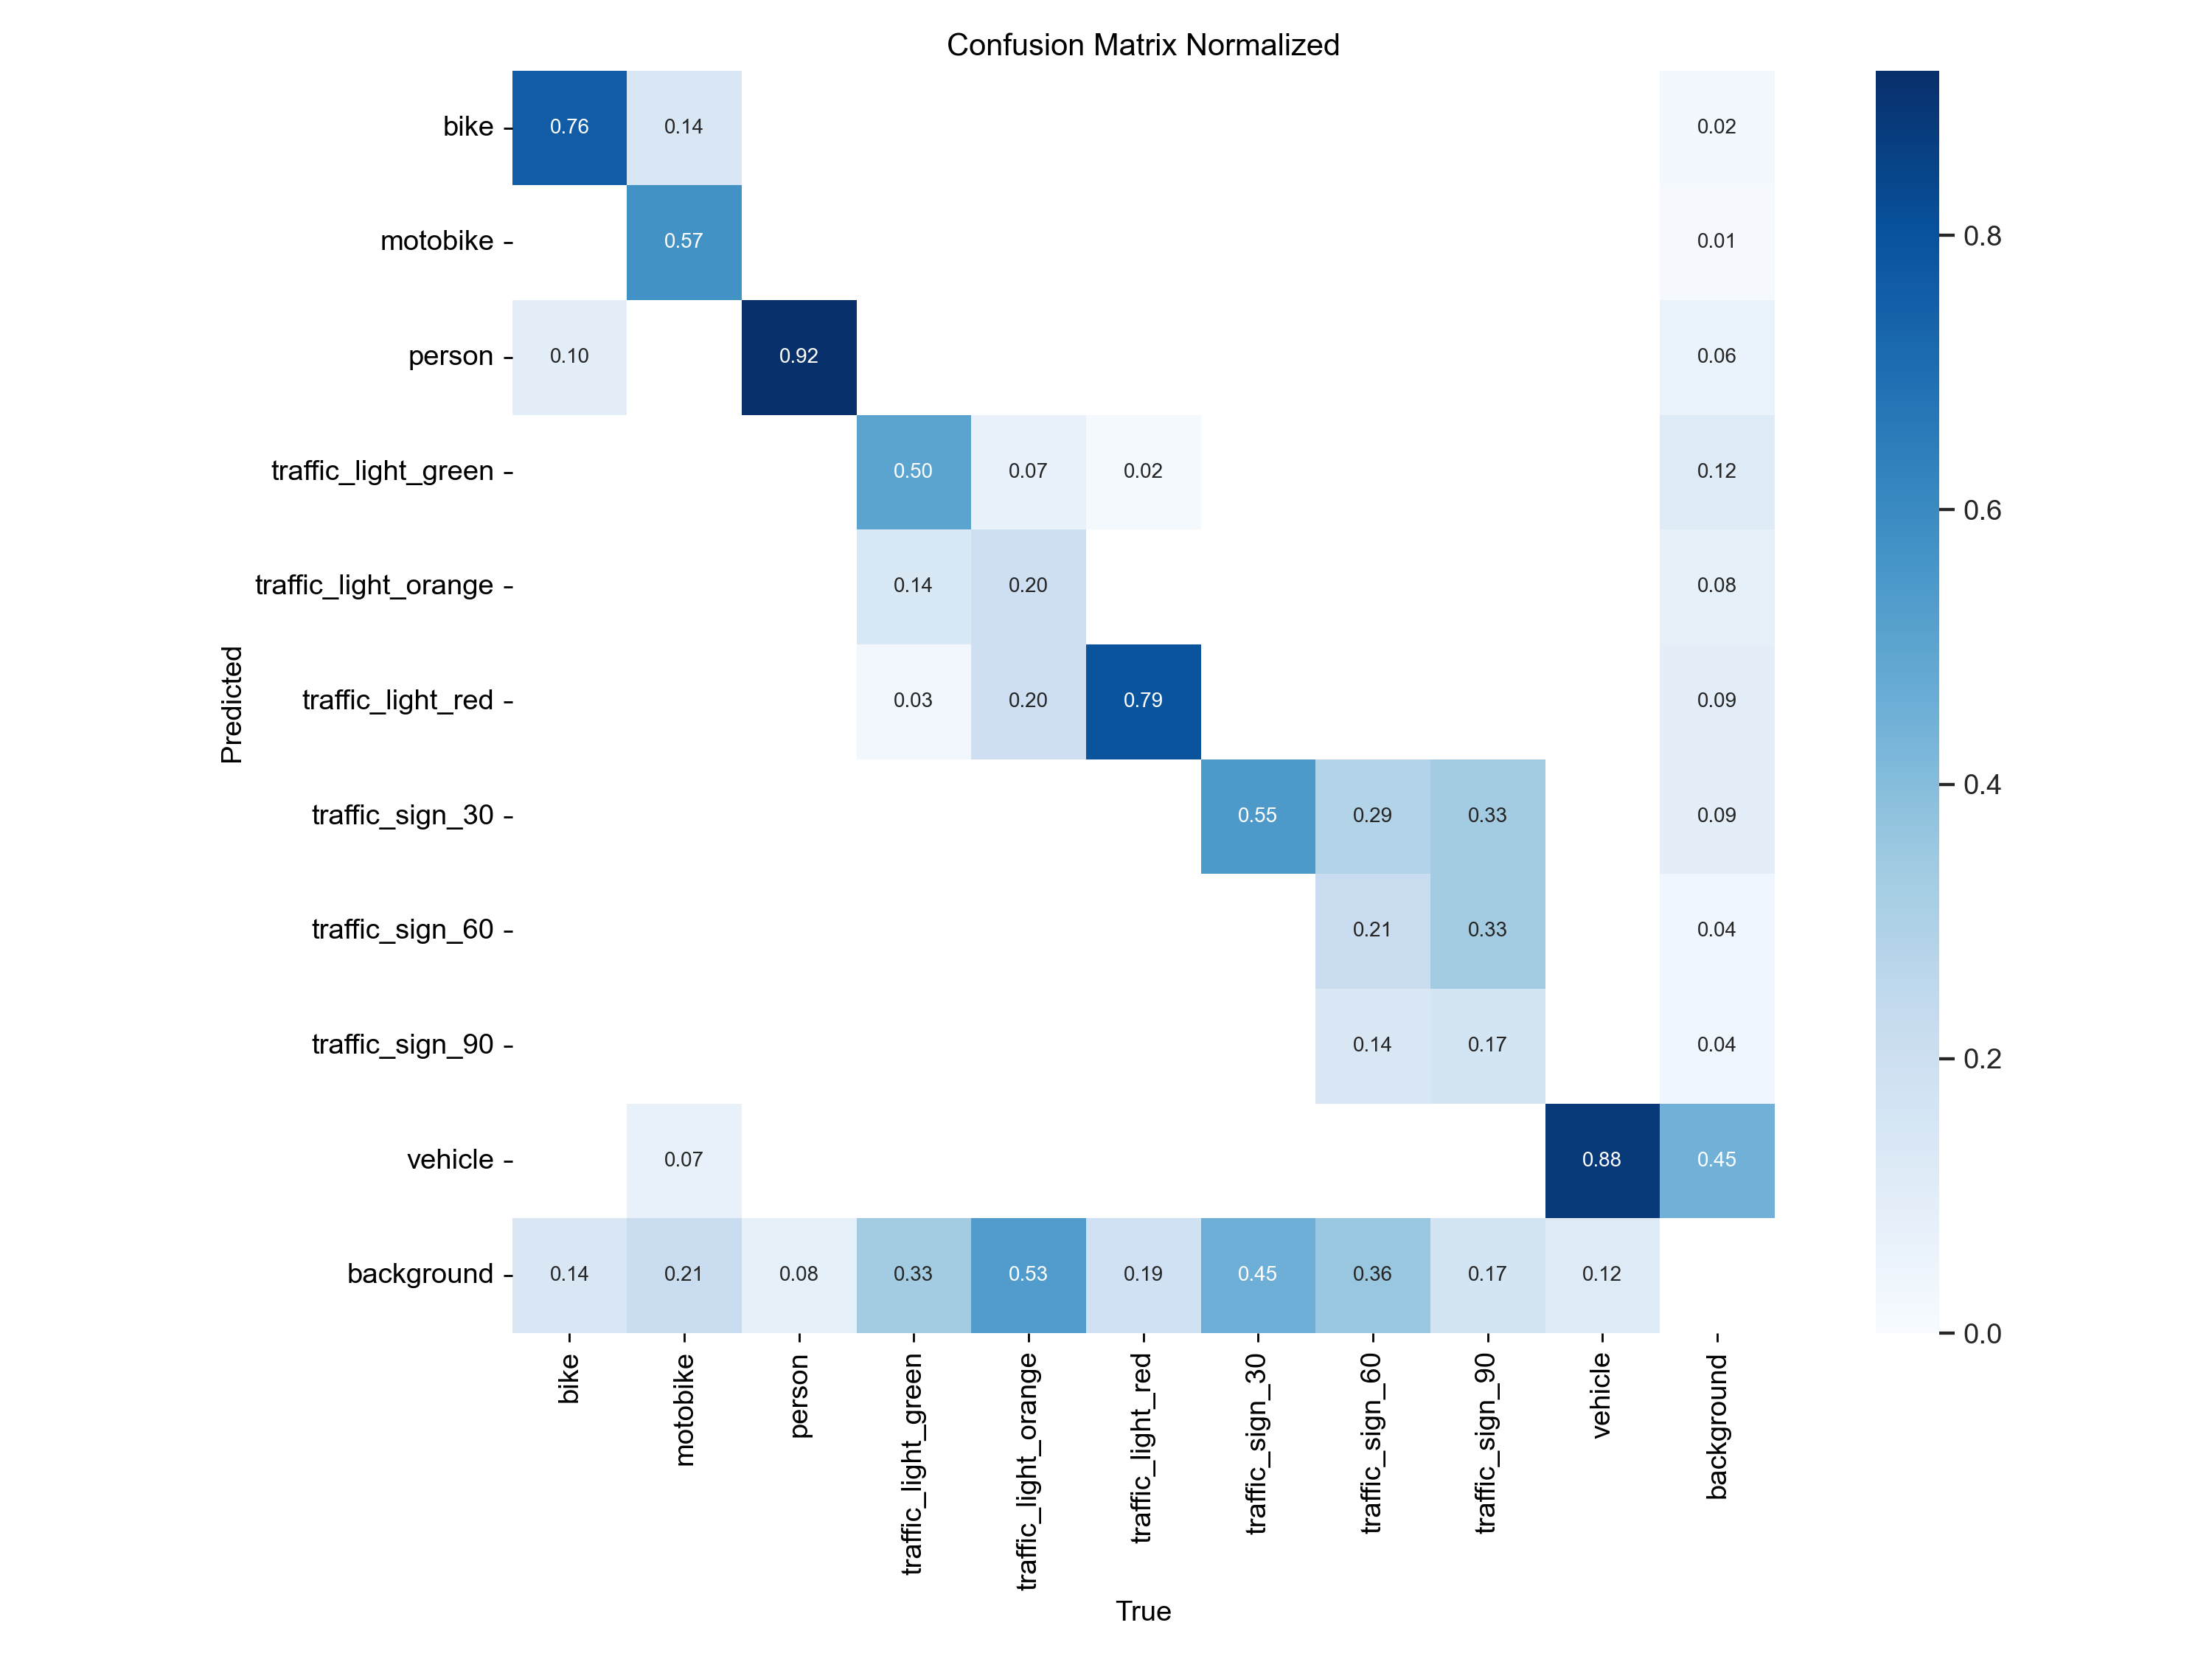 Confusion Matrix Normalized
bike 0.76 0.14 0.02
motobike 0.57 0.01 0.8
person 0.10 0.92 0.06
traffic_light_green 0.50 0.07 0.02 0.12 0.6
traffic_light_orange 0.14 0.20 0.08
Predicted
traffic_light_red 0.03 0.20 0.79 0.09
traffic_sign_30 0.55 0.29 0.33 0.09 0.4
traffic_sign_60 0.21 0.33 0.04
traffic_sign_90 0.14 0.17 0.04 0.2
vehicle 0.07 0.88 0.45
background 0.14 0.21 0.08 0.33 0.53 0.19 0.45 0.36 0.17 0.12
0.0
bike motobike person traffic_light_green traffic_light_orange traffic_light_red traffic_sign_30 traffic_sign_60 traffic_sign_90 vehicle background
True